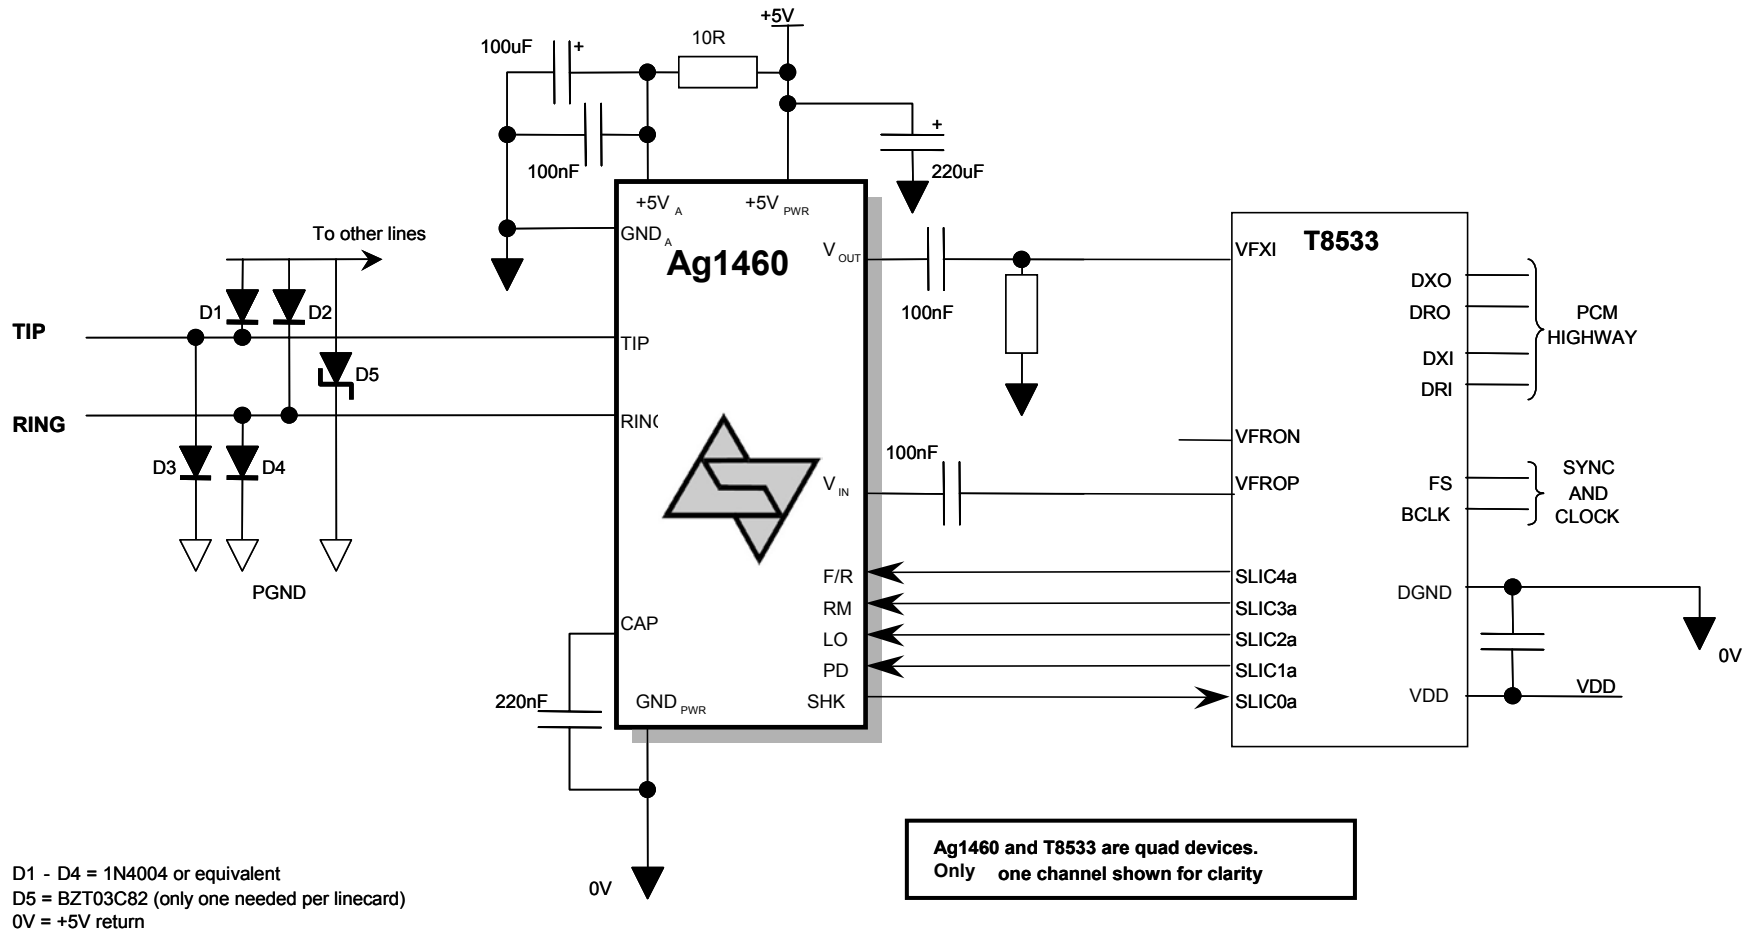 +5V
100uF
+
10R
+
100nF
220uF
+5V A
+5V PWR
GND A
Ag1460
V OUT
To other lines
D1
D2
TIP
TIP
D5
RING
RIN(
D3
D4
PGND
100nF
VFXI
T8533
DXO
DRO
DXI
DRI
PCM
HIGHWAY
VFRON
100nF
V IN
VFROP
FS
BCLK
SYNC
AND
CLOCK
F/R
SLIC4a
RM
SLIC3a
LO
SLIC2a
PD
SLIC1a
SHK
SLIC0a
DGND
0V
VDD
VDD
CAP
220nF
GND PWR
0V
Ag1460 and T8533 are quad devices.
Only one channel shown for clarity
D1 - D4 = 1N4004 or equivalent
D5 = BZT03C82 (only one needed per linecard)
0V = +5V return